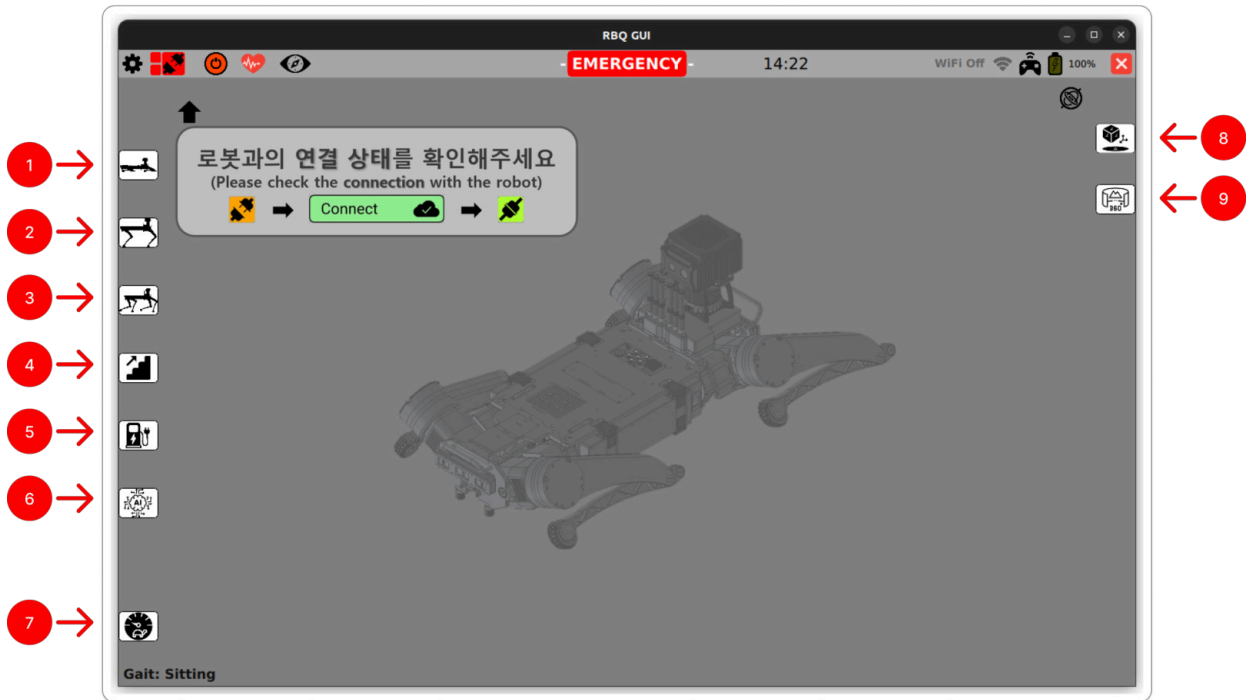 RBQ GUI
- EMERGENCY -
14:22
WiFi Off
100%
로봇과의 연결 상태를 확인해주세요
(Please check the connection with the robot)
Connect
1
2
3
4
5
6
AI
7
8
9
360°
Gait: Sitting